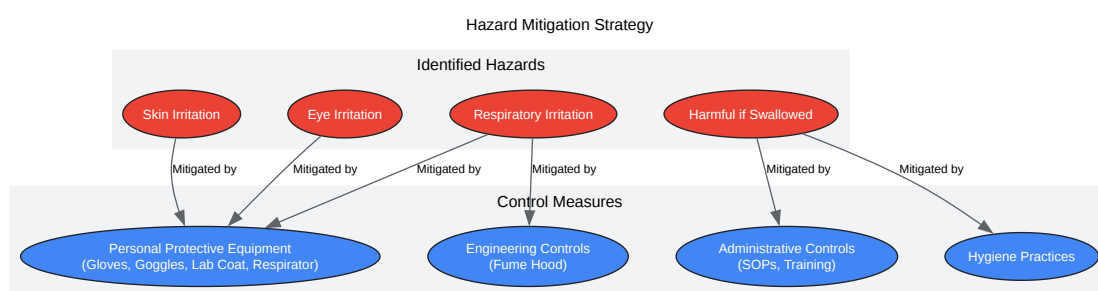 Hazard Mitigation Strategy
Identified Hazards
Skin Irritation
Eye Irritation
Respiratory Irritation
Harmful if Swallowed
Mitigated by
Mitigated by
Mitigated by
Mitigated by
Mitigated by
Mitigated by
Control Measures
Personal Protective Equipment
(Gloves, Goggles, Lab Coat, Respirator)
Engineering Controls
(Fume Hood)
Administrative Controls
(SOPs, Training)
Hygiene Practices